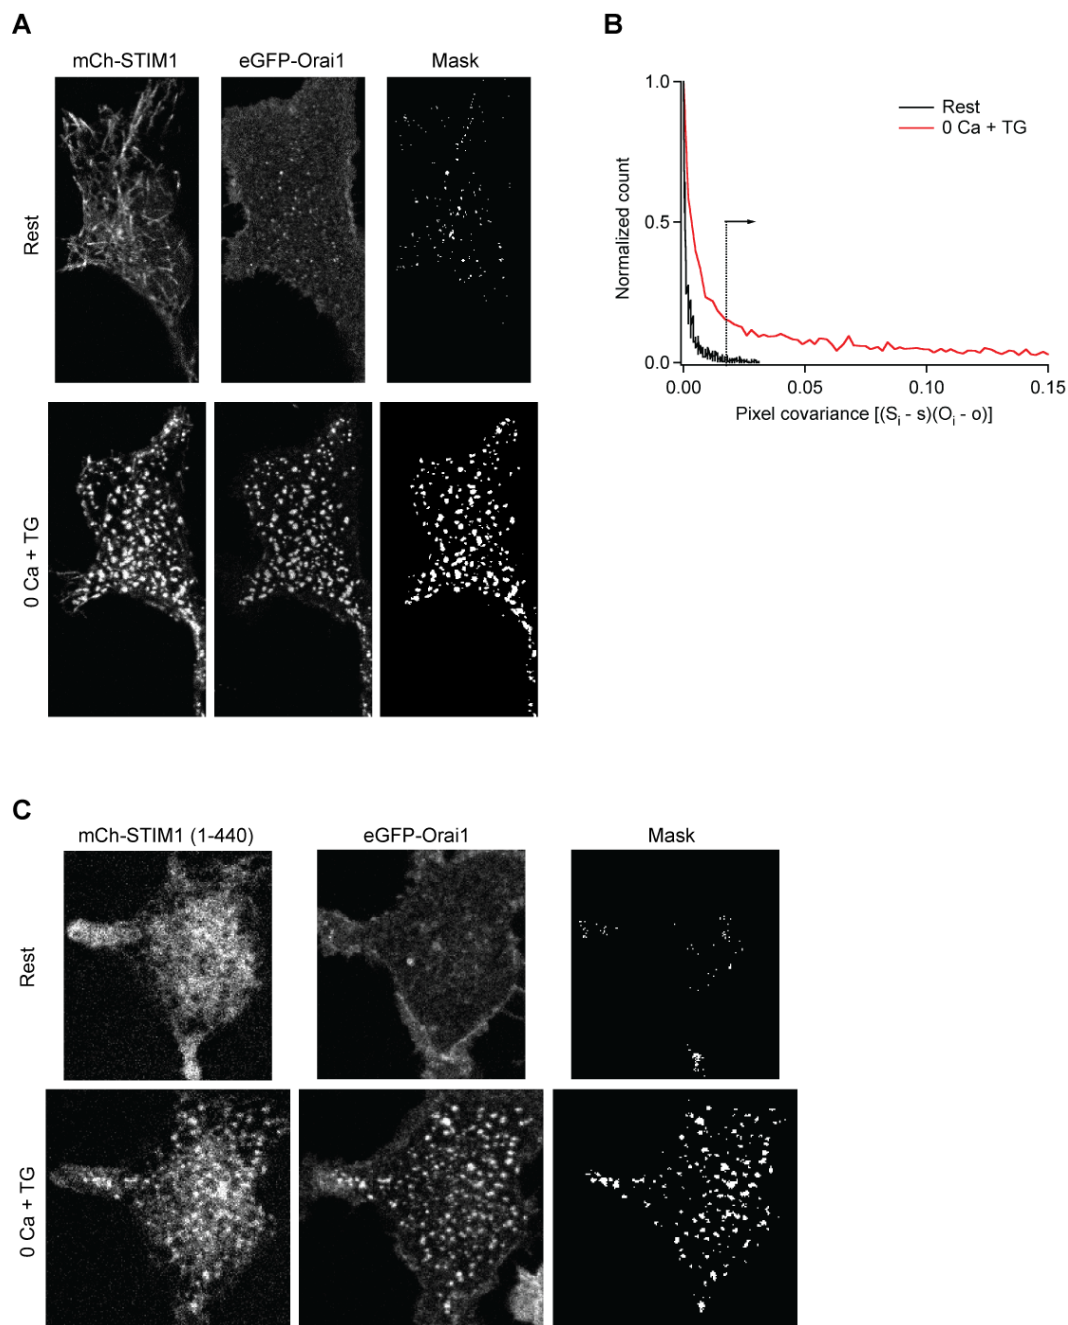 A
mCh-STIM1 eGFP-Orai1 Mask
Rest
0 Ca + TG
B
1.0
0.5
0.0
Normalized count
Rest
0 Ca + TG
0.00 0.05 0.10 0.15
Pixel covariance [(Si - s)(Oi - o)]
C
mCh-STIM1 (1-440) eGFP-Orai1 Mask
Rest
0 Ca + TG